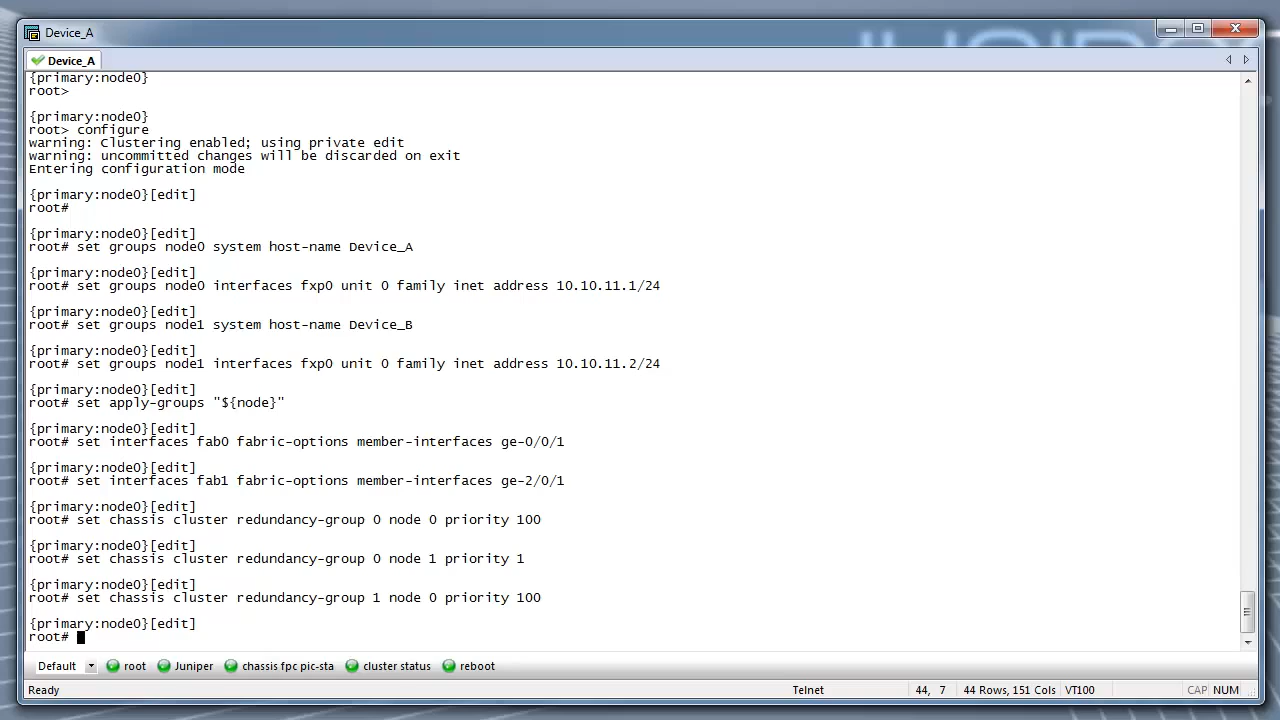 Device_A
Device_A
{primary:node0}
root>
{primary:node0}
root> configure
warning: Clustering enabled; using private edit
warning: uncommitted changes will be discarded on exit
Entering configuration mode
{primary:node0}[edit]
root#
{primary:node0}[edit]
root# set groups node0 system host-name Device_A
{primary:node0}[edit]
root# set groups node0 interfaces fxp0 unit 0 family inet address 10.10.11.1/24
{primary:node0}[edit]
root# set groups node1 system host-name Device_B
{primary:node0}[edit]
root# set groups node1 interfaces fxp0 unit 0 family inet address 10.10.11.2/24
{primary:node0}[edit]
root# set apply-groups "${node}"
{primary:node0}[edit]
root# set interfaces fab0 fabric-options member-interfaces ge-0/0/1
{primary:node0}[edit]
root# set interfaces fab1 fabric-options member-interfaces ge-2/0/1
{primary:node0}[edit]
root# set chassis cluster redundancy-group 0 node 0 priority 100
{primary:node0}[edit]
root# set chassis cluster redundancy-group 0 node 1 priority 1
{primary:node0}[edit]
root# set chassis cluster redundancy-group 1 node 0 priority 100
{primary:node0}[edit]
root#
Default root Juniper chassis fpc pic-sta cluster status reboot
Ready Telnet 44, 7 44 Rows, 151 Cols VT100 CAP NUM